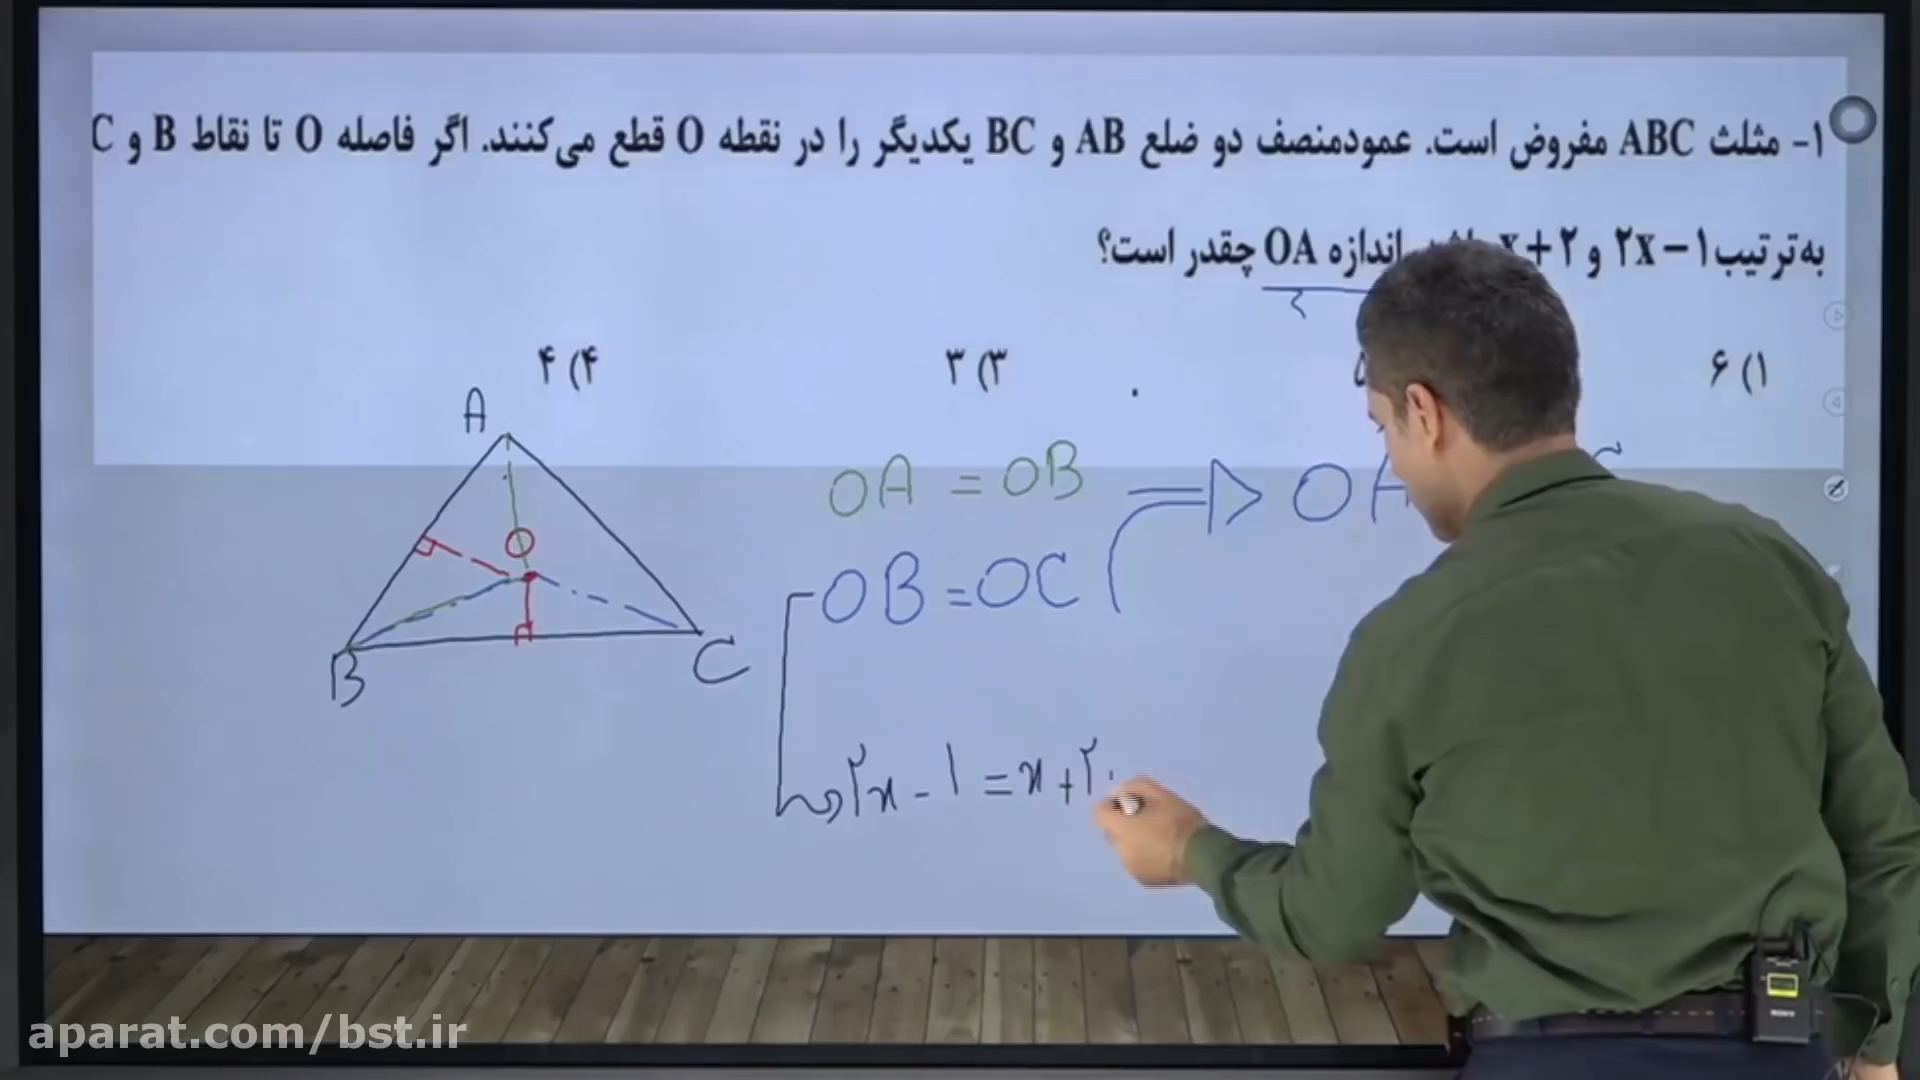 ۱- مثلث ABC مفروض است. عمودمنصف دو ضلع AB و BC یکدیگر را در نقطه O قطع می‌کنند. اگر فاصله O تا نقاط B و C
به‌ترتیب ۲x − ۱ و x + ۲ اندازه OA چقدر است؟
۱) ۶
۳) ۳
۴) ۴
A
O
B
C
OA = OB
OB = OC
OA
۲x - ۱ = x + ۲
SONY
aparat.com/bst.ir